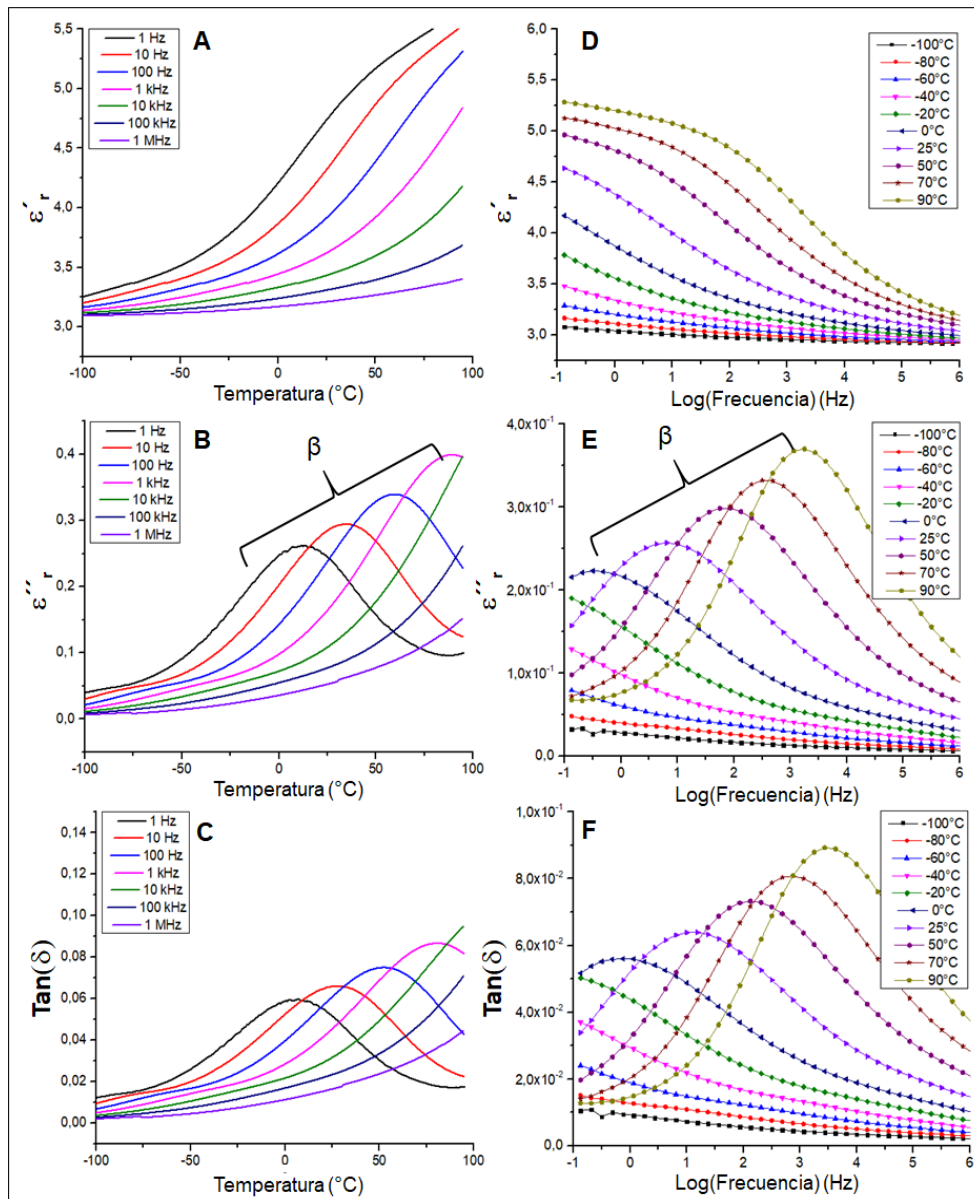 A
1 Hz
10 Hz
100 Hz
1 kHz
10 kHz
100 kHz
1 MHz
5.5
5.0
4.5
4.0
3.5
3.0
ε´r
-100
-50
0
50
100
Temperatura (°C)
D
-100°C
-80°C
-60°C
-40°C
-20°C
0°C
25°C
50°C
70°C
90°C
6.0
5.5
5.25
5.0
4.5
4.25
4.0
3.5
3.0
2.75
ε´r
-1
0
1
2
3
4
5
6
Log(Frecuencia) (Hz)
B
β
1 Hz
10 Hz
100 Hz
1 kHz
10 kHz
100 kHz
1 MHz
0,4
0,3
0,2
0,1
0,0
ε´´r
-100
-50
0
50
100
Temperatura (°C)
E
β
-100°C
-80°C
-60°C
-40°C
-20°C
0°C
25°C
50°C
70°C
90°C
4,0x10⁻¹
3,0x10⁻¹
2,0x10⁻¹
1,0x10⁻¹
0,0
ε´´r
-1
0
1
2
3
4
5
6
Log(Frecuencia) (Hz)
C
1 Hz
10 Hz
100 Hz
1 kHz
10 kHz
100 kHz
1 MHz
0,14
0,12
0,10
0,08
0,06
0,04
0,02
0,00
Tan(δ)
-100
-50
0
50
100
Temperatura (°C)
F
-100°C
-80°C
-60°C
-40°C
-20°C
0°C
25°C
50°C
70°C
90°C
1,0x10⁻¹
8,0x10⁻²
6,0x10⁻²
4,0x10⁻²
2,0x10⁻²
0,0
Tan(δ)
-1
0
1
2
3
4
5
6
Log(Frecuencia) (Hz)